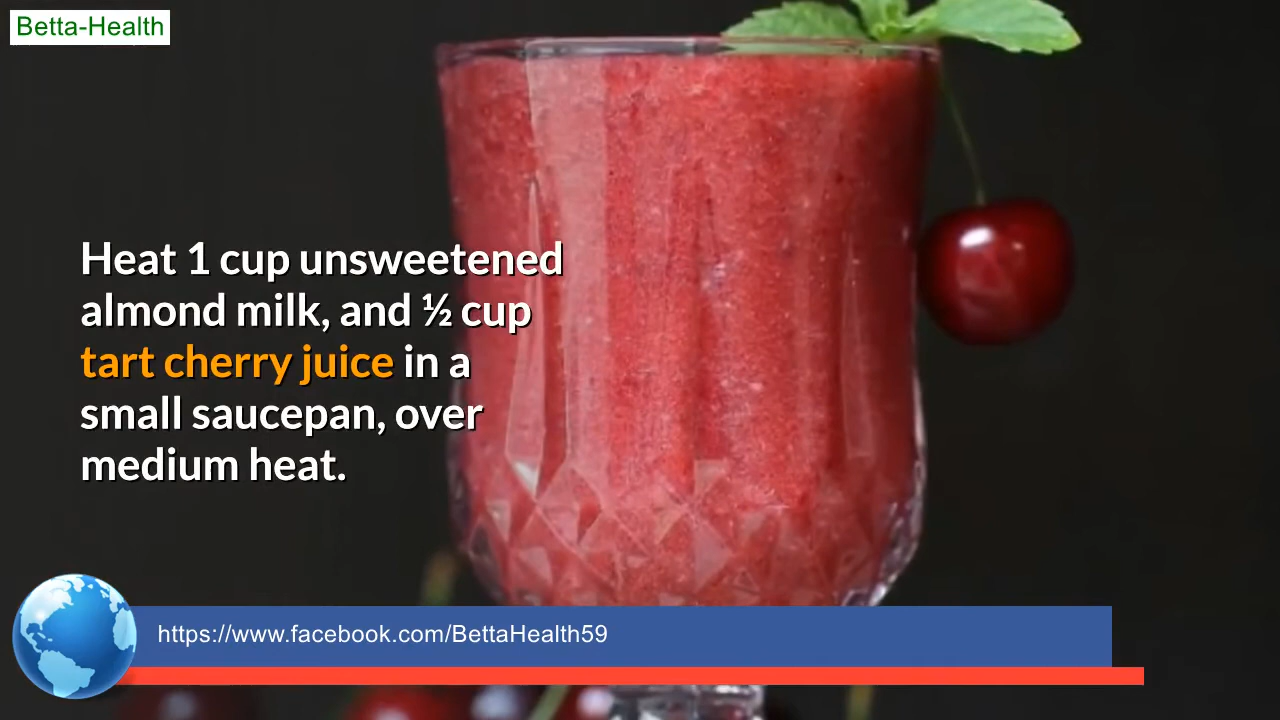 Betta-Health
Heat 1 cup unsweetened
almond milk, and ½ cup
tart cherry juice in a
small saucepan, over
medium heat.
https://www.facebook.com/BettaHealth59